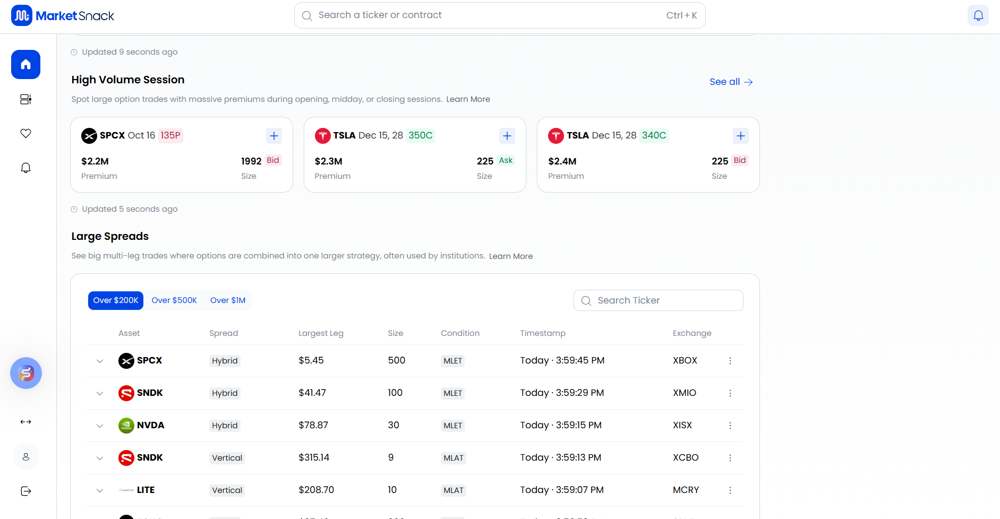 MarketSnack
Search a ticker or contract
Ctrl + K
Updated 9 seconds ago
High Volume Session
See all
Spot large option trades with massive premiums during opening, midday, or closing sessions. Learn More
SPCX Oct 16 135P
$2.2M
1992 Bid
Premium
Size
TSLA Dec 15, 28 350C
$2.3M
225 Ask
Premium
Size
TSLA Dec 15, 28 340C
$2.4M
225 Bid
Premium
Size
Updated 5 seconds ago
Large Spreads
See big multi-leg trades where options are combined into one larger strategy, often used by institutions. Learn More
Over $200K Over $500K Over $1M
Search Ticker
Asset Spread Largest Leg Size Condition Timestamp Exchange
SPCX Hybrid $5.45 500 MLET Today · 3:59:45 PM XBOX
SNDK Hybrid $41.47 100 MLET Today · 3:59:29 PM XMIO
NVDA Hybrid $78.87 30 MLET Today · 3:59:15 PM XISX
SNDK Vertical $315.14 9 MLAT Today · 3:59:13 PM XCBO
LITE Vertical $208.70 10 MLAT Today · 3:59:07 PM MCRY